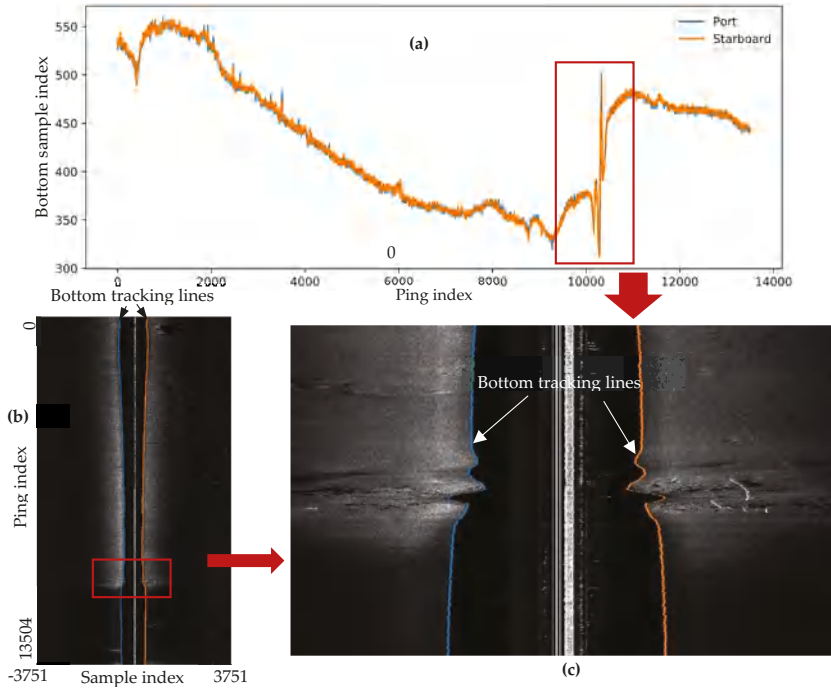 550
500
450
400
350
300
Bottom sample index
(a)
Port
Starboard
0
0
2000
4000
6000
8000
10000
12000
14000
Ping index
Bottom tracking lines
0
(b)
Ping index
13504
-3751
Sample index
3751
Bottom tracking lines
(c)